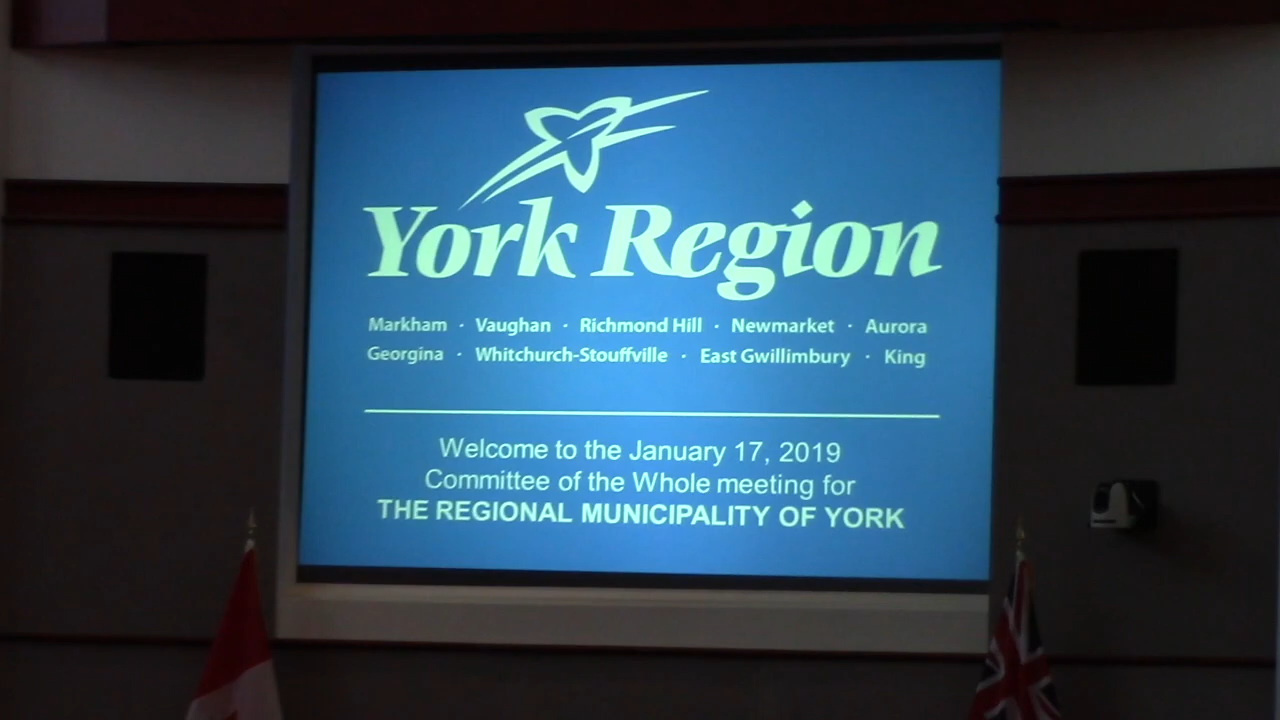 York Region
Markham · Vaughan · Richmond Hill · Newmarket · Aurora
Georgina · Whitchurch-Stouffville · East Gwillimbury · King
Welcome to the January 17, 2019
Committee of the Whole meeting for
THE REGIONAL MUNICIPALITY OF YORK